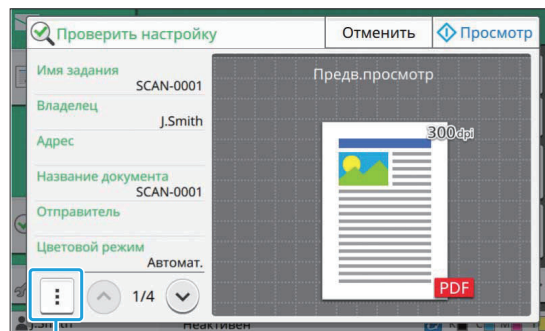 Проверить настройку
Отменить
Просмотр
Имя задания
SCAN-0001
Владелец
J.Smith
Адрес
Название документа
SCAN-0001
Отправитель
Цветовой режим
Автомат.
1/4
Предв.просмотр
300dpi
PDF
J.Smith
Неактивен
C
M